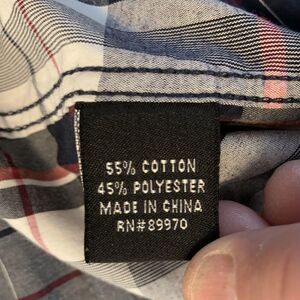 55% COTTON
45% POLYESTER
MADE IN CHINA
RN#89970